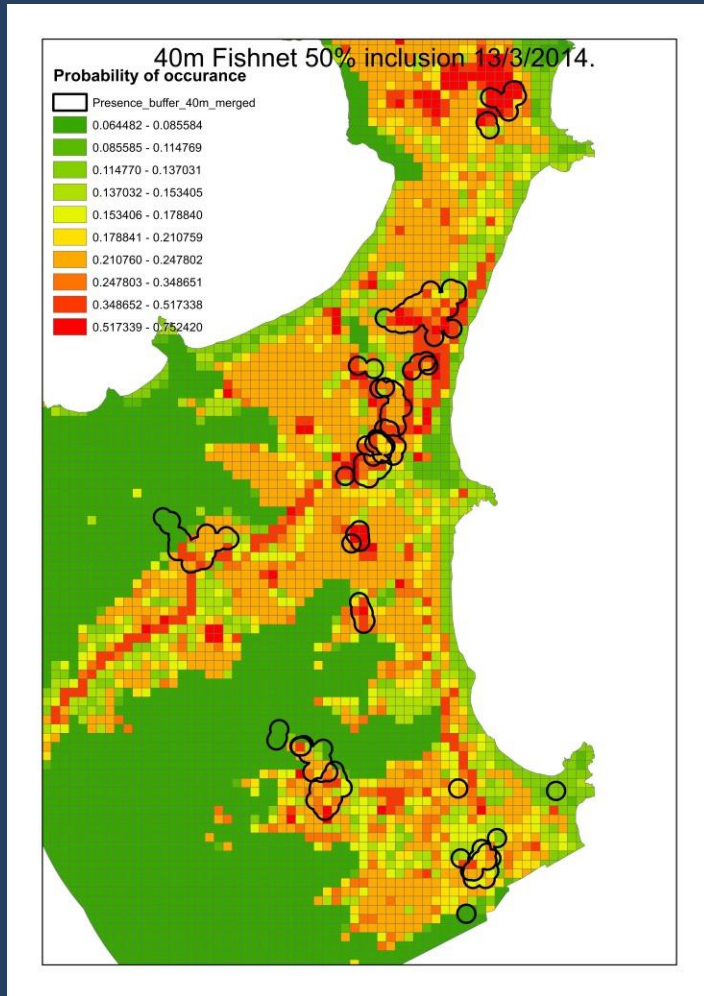 40m Fishnet 50% inclusion 13/3/2014.
Probability of occurance
Presence_buffer_40m_merged
0.064482 - 0.085584
0.085585 - 0.114769
0.114770 - 0.137031
0.137032 - 0.153405
0.153406 - 0.178840
0.178841 - 0.210759
0.210760 - 0.247802
0.247803 - 0.348651
0.348652 - 0.517338
0.517339 - 0.752420